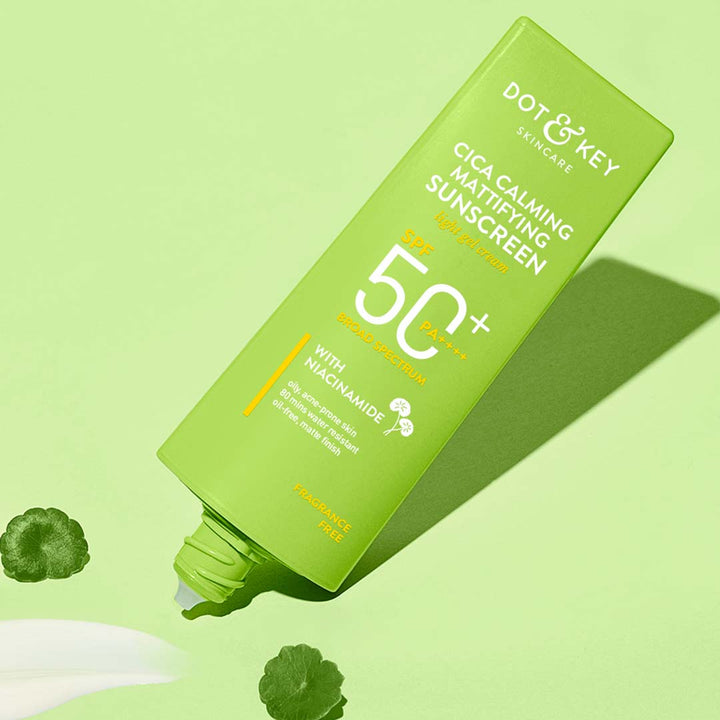 DOT & KEY
SKINCARE
CICA CALMING
MATTIFYING
SUNSCREEN
light gel cream
SPF
50+
PA++++
BROAD SPECTRUM
WITH
NIACINAMIDE
oily, acne-prone skin
80 mins water resistant
oil-free, matte finish
FRAGRANCE
FREE